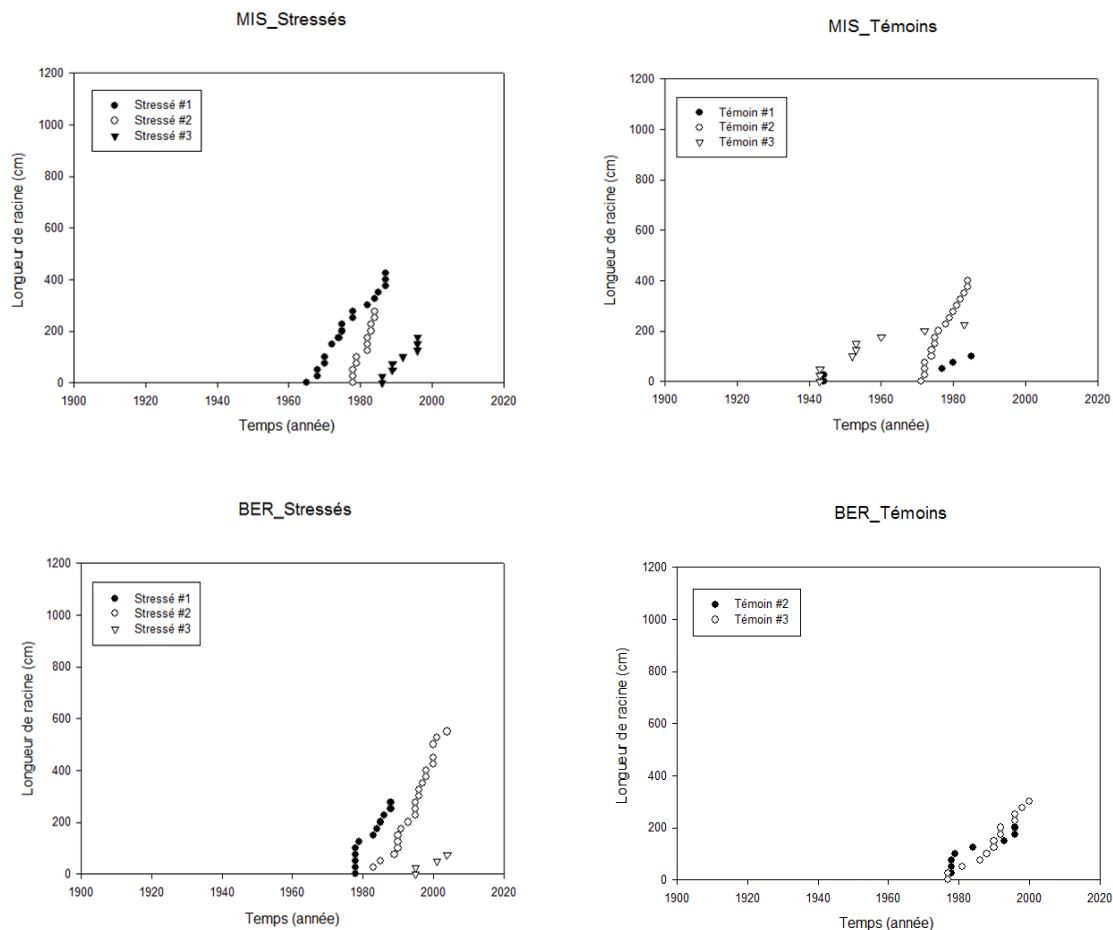 MIS_Stressés
1200
1000
800
600
400
200
0
Longueur de racine (cm)
Stressé #1
Stressé #2
Stressé #3
1900 1920 1940 1960 1980 2000 2020
Temps (année)
MIS_Témoins
1200
1000
800
600
400
200
0
Longueur de racine (cm)
Témoin #1
Témoin #2
Témoin #3
1900 1920 1940 1960 1980 2000 2020
Temps (année)
BER_Stressés
1200
1000
800
600
400
200
0
Longueur de racine (cm)
Stressé #1
Stressé #2
Stressé #3
1900 1920 1940 1960 1980 2000 2020
Temps (année)
BER_Témoins
1200
1000
800
600
400
200
0
Longueur de racine (cm)
Témoin #2
Témoin #3
1900 1920 1940 1960 1980 2000 2020
Temps (année)